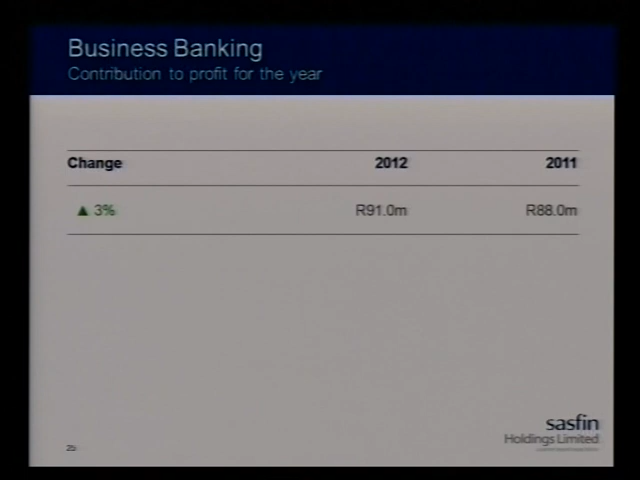 Business Banking
Contribution to profit for the year
Change 2012 2011
▲ 3% R91.0m R88.0m
sasfin
Holdings Limited
25